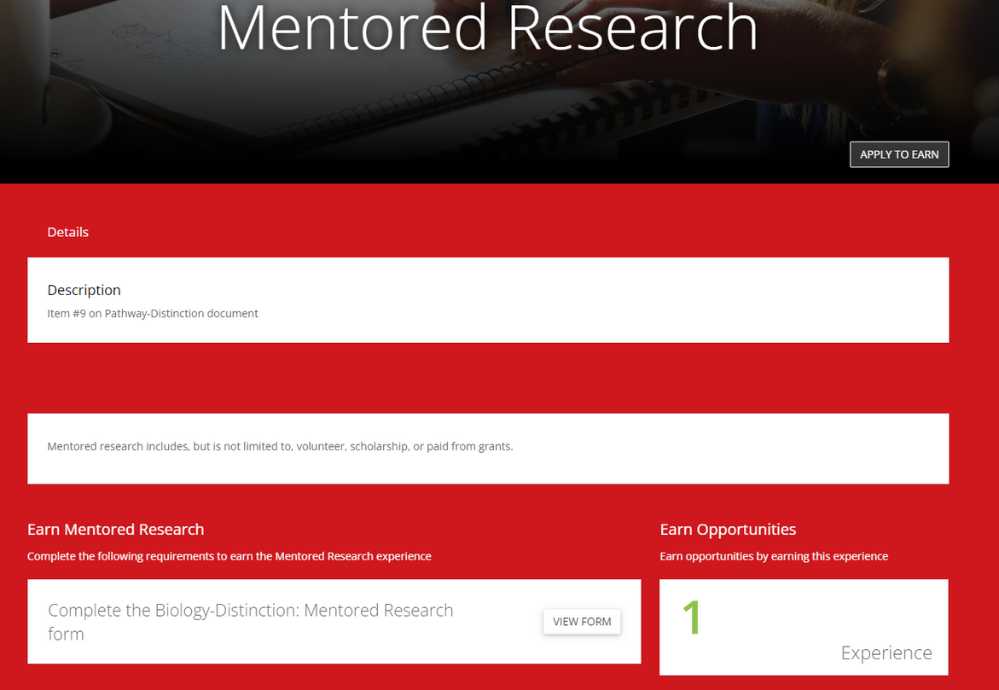 Mentored Research
APPLY TO EARN
Details
Description
Item #9 on Pathway-Distinction document
Mentored research includes, but is not limited to, volunteer, scholarship, or paid from grants.
Earn Mentored Research
Complete the following requirements to earn the Mentored Research experience
Complete the Biology-Distinction: Mentored Research
form
VIEW FORM
Earn Opportunities
Earn opportunities by earning this experience
1
Experience